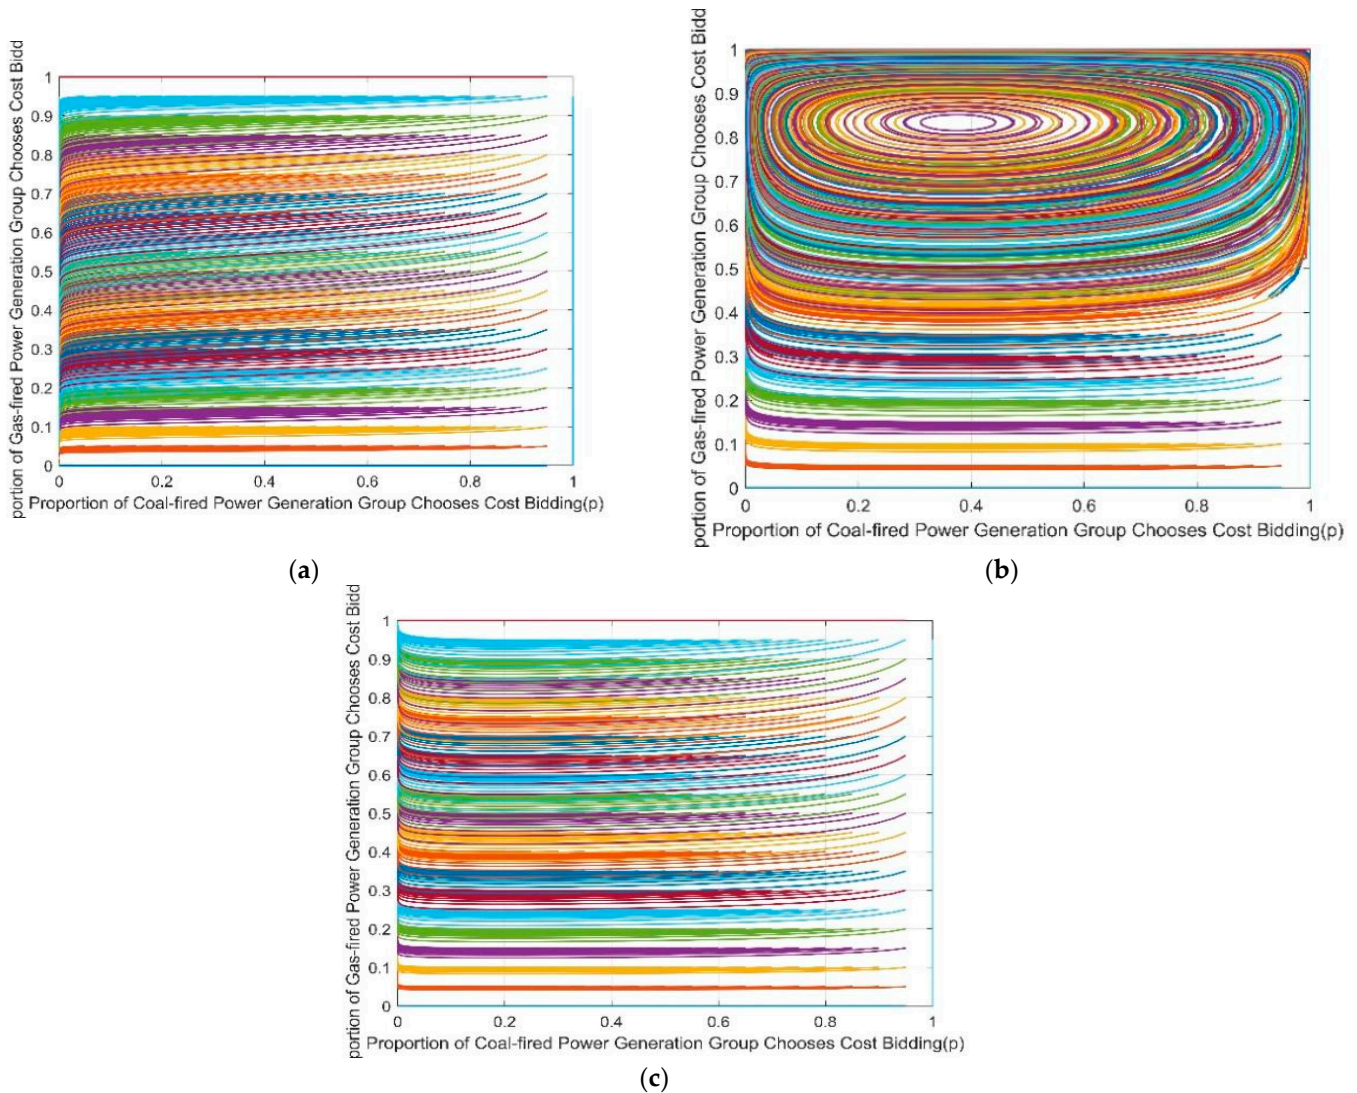 portion of Gas-fired Power Generation Group Chooses Cost Bidd
1
0.9
0.8
0.7
0.6
0.5
0.4
0.3
0.2
0.1
0
0 0.2 0.4 0.6 0.8 1
Proportion of Coal-fired Power Generation Group Chooses Cost Bidding(p)
(a)
portion of Gas-fired Power Generation Group Chooses Cost Bidd
1
0.9
0.8
0.7
0.6
0.5
0.4
0.3
0.2
0.1
0
0 0.2 0.4 0.6 0.8 1
Proportion of Coal-fired Power Generation Group Chooses Cost Bidding(p)
(b)
portion of Gas-fired Power Generation Group Chooses Cost Bidd
1
0.9
0.8
0.7
0.6
0.5
0.4
0.3
0.2
0.1
0
0 0.2 0.4 0.6 0.8 1
Proportion of Coal-fired Power Generation Group Chooses Cost Bidding(p)
(c)